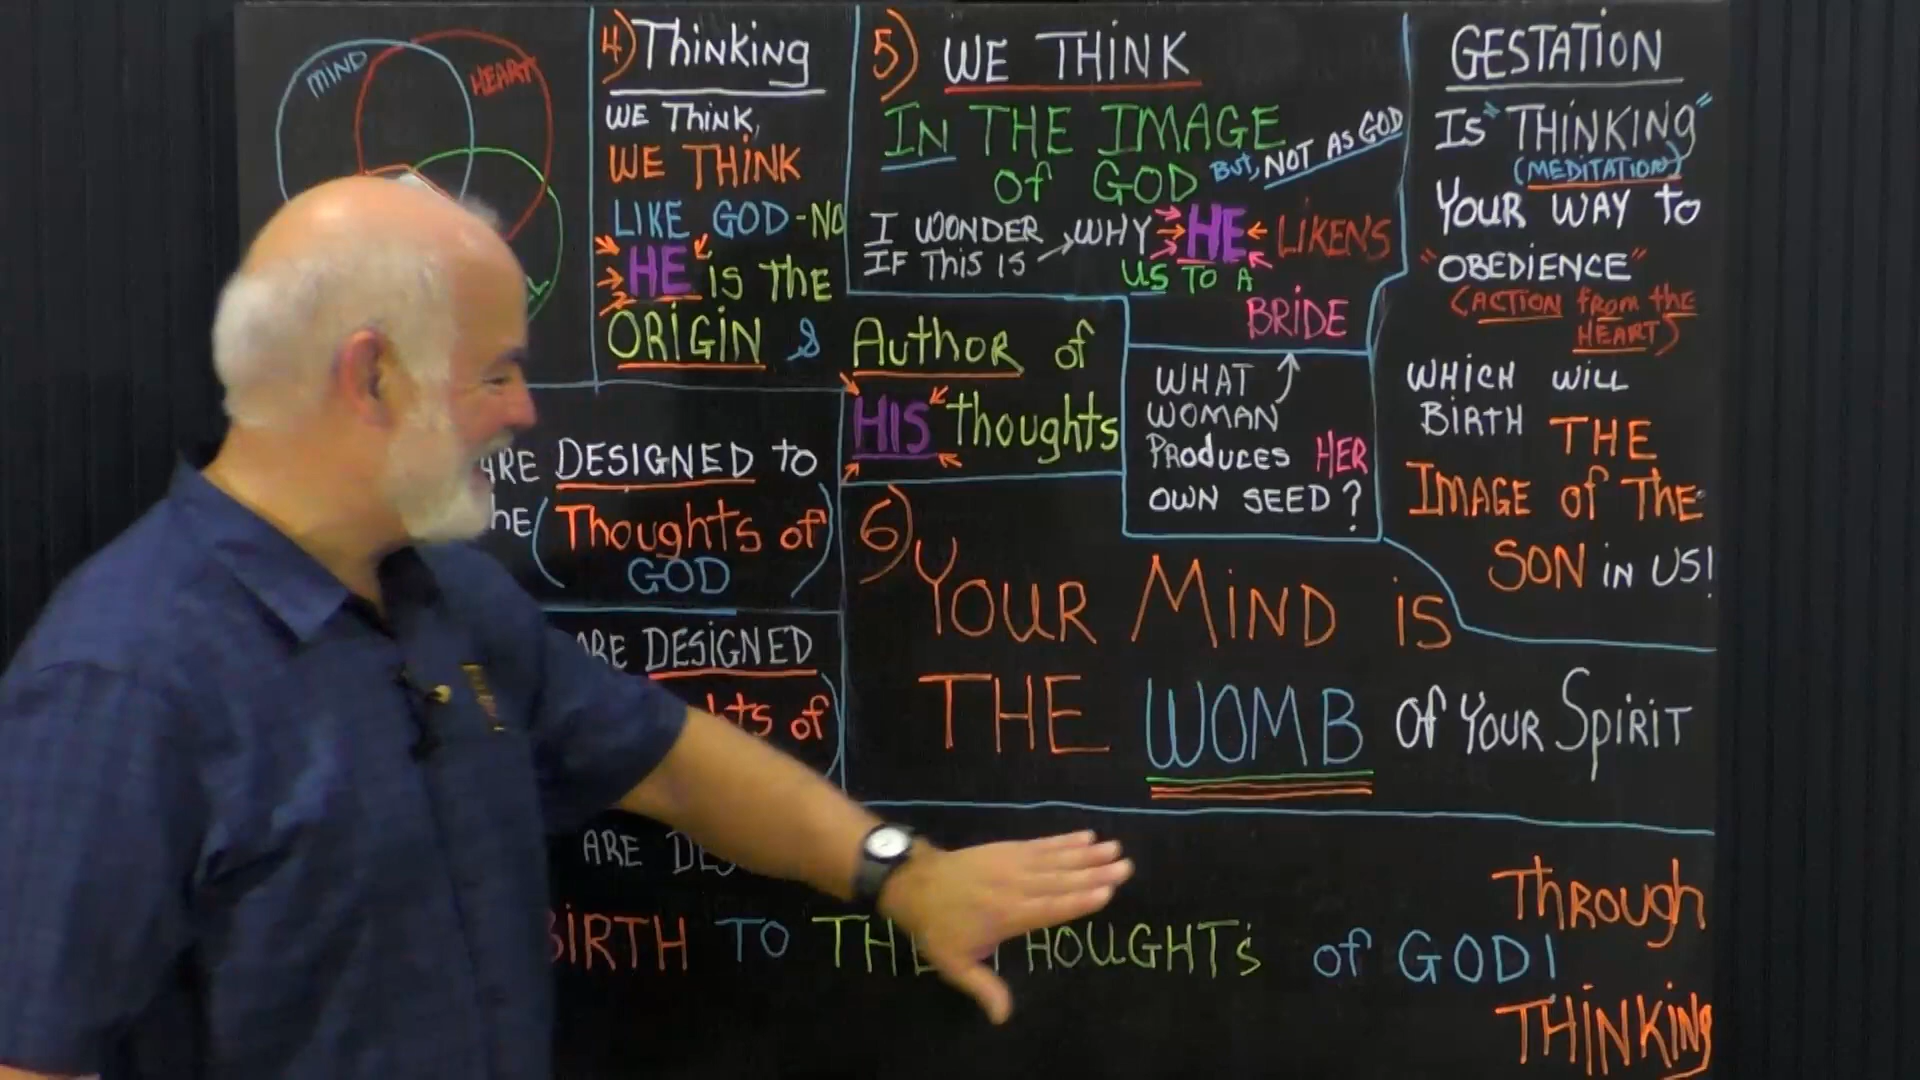 MIND
HEART
4) Thinking
WE Think,
WE THINK
LIKE GOD-NO
HE is The
ORIGIN &
Author of
HIS thoughts
5) WE THINK
IN THE IMAGE
Of GOD But, NOT AS GOD
I WONDER WHY HE LIKENS
IF This is US TO A
BRIDE
WHAT
WOMAN
Produces HER
OWN SEED?
GESTATION
Is "THINKING"
(MEDITATION)
YOUR WAY to
"OBEDIENCE"
(ACTION from the
HEART)
WHICH WILL
BIRTH THE
IMAGE of The
SON IN US!
ARE DESIGNED to
(Thoughts of)
GOD
ARE DESIGNED
of)
6) YOUR MIND is
THE WOMB of YOUR SPIRIT
ARE
BIRTH TO THE THOUGHTS of GOD!
THROUGH
THINKING